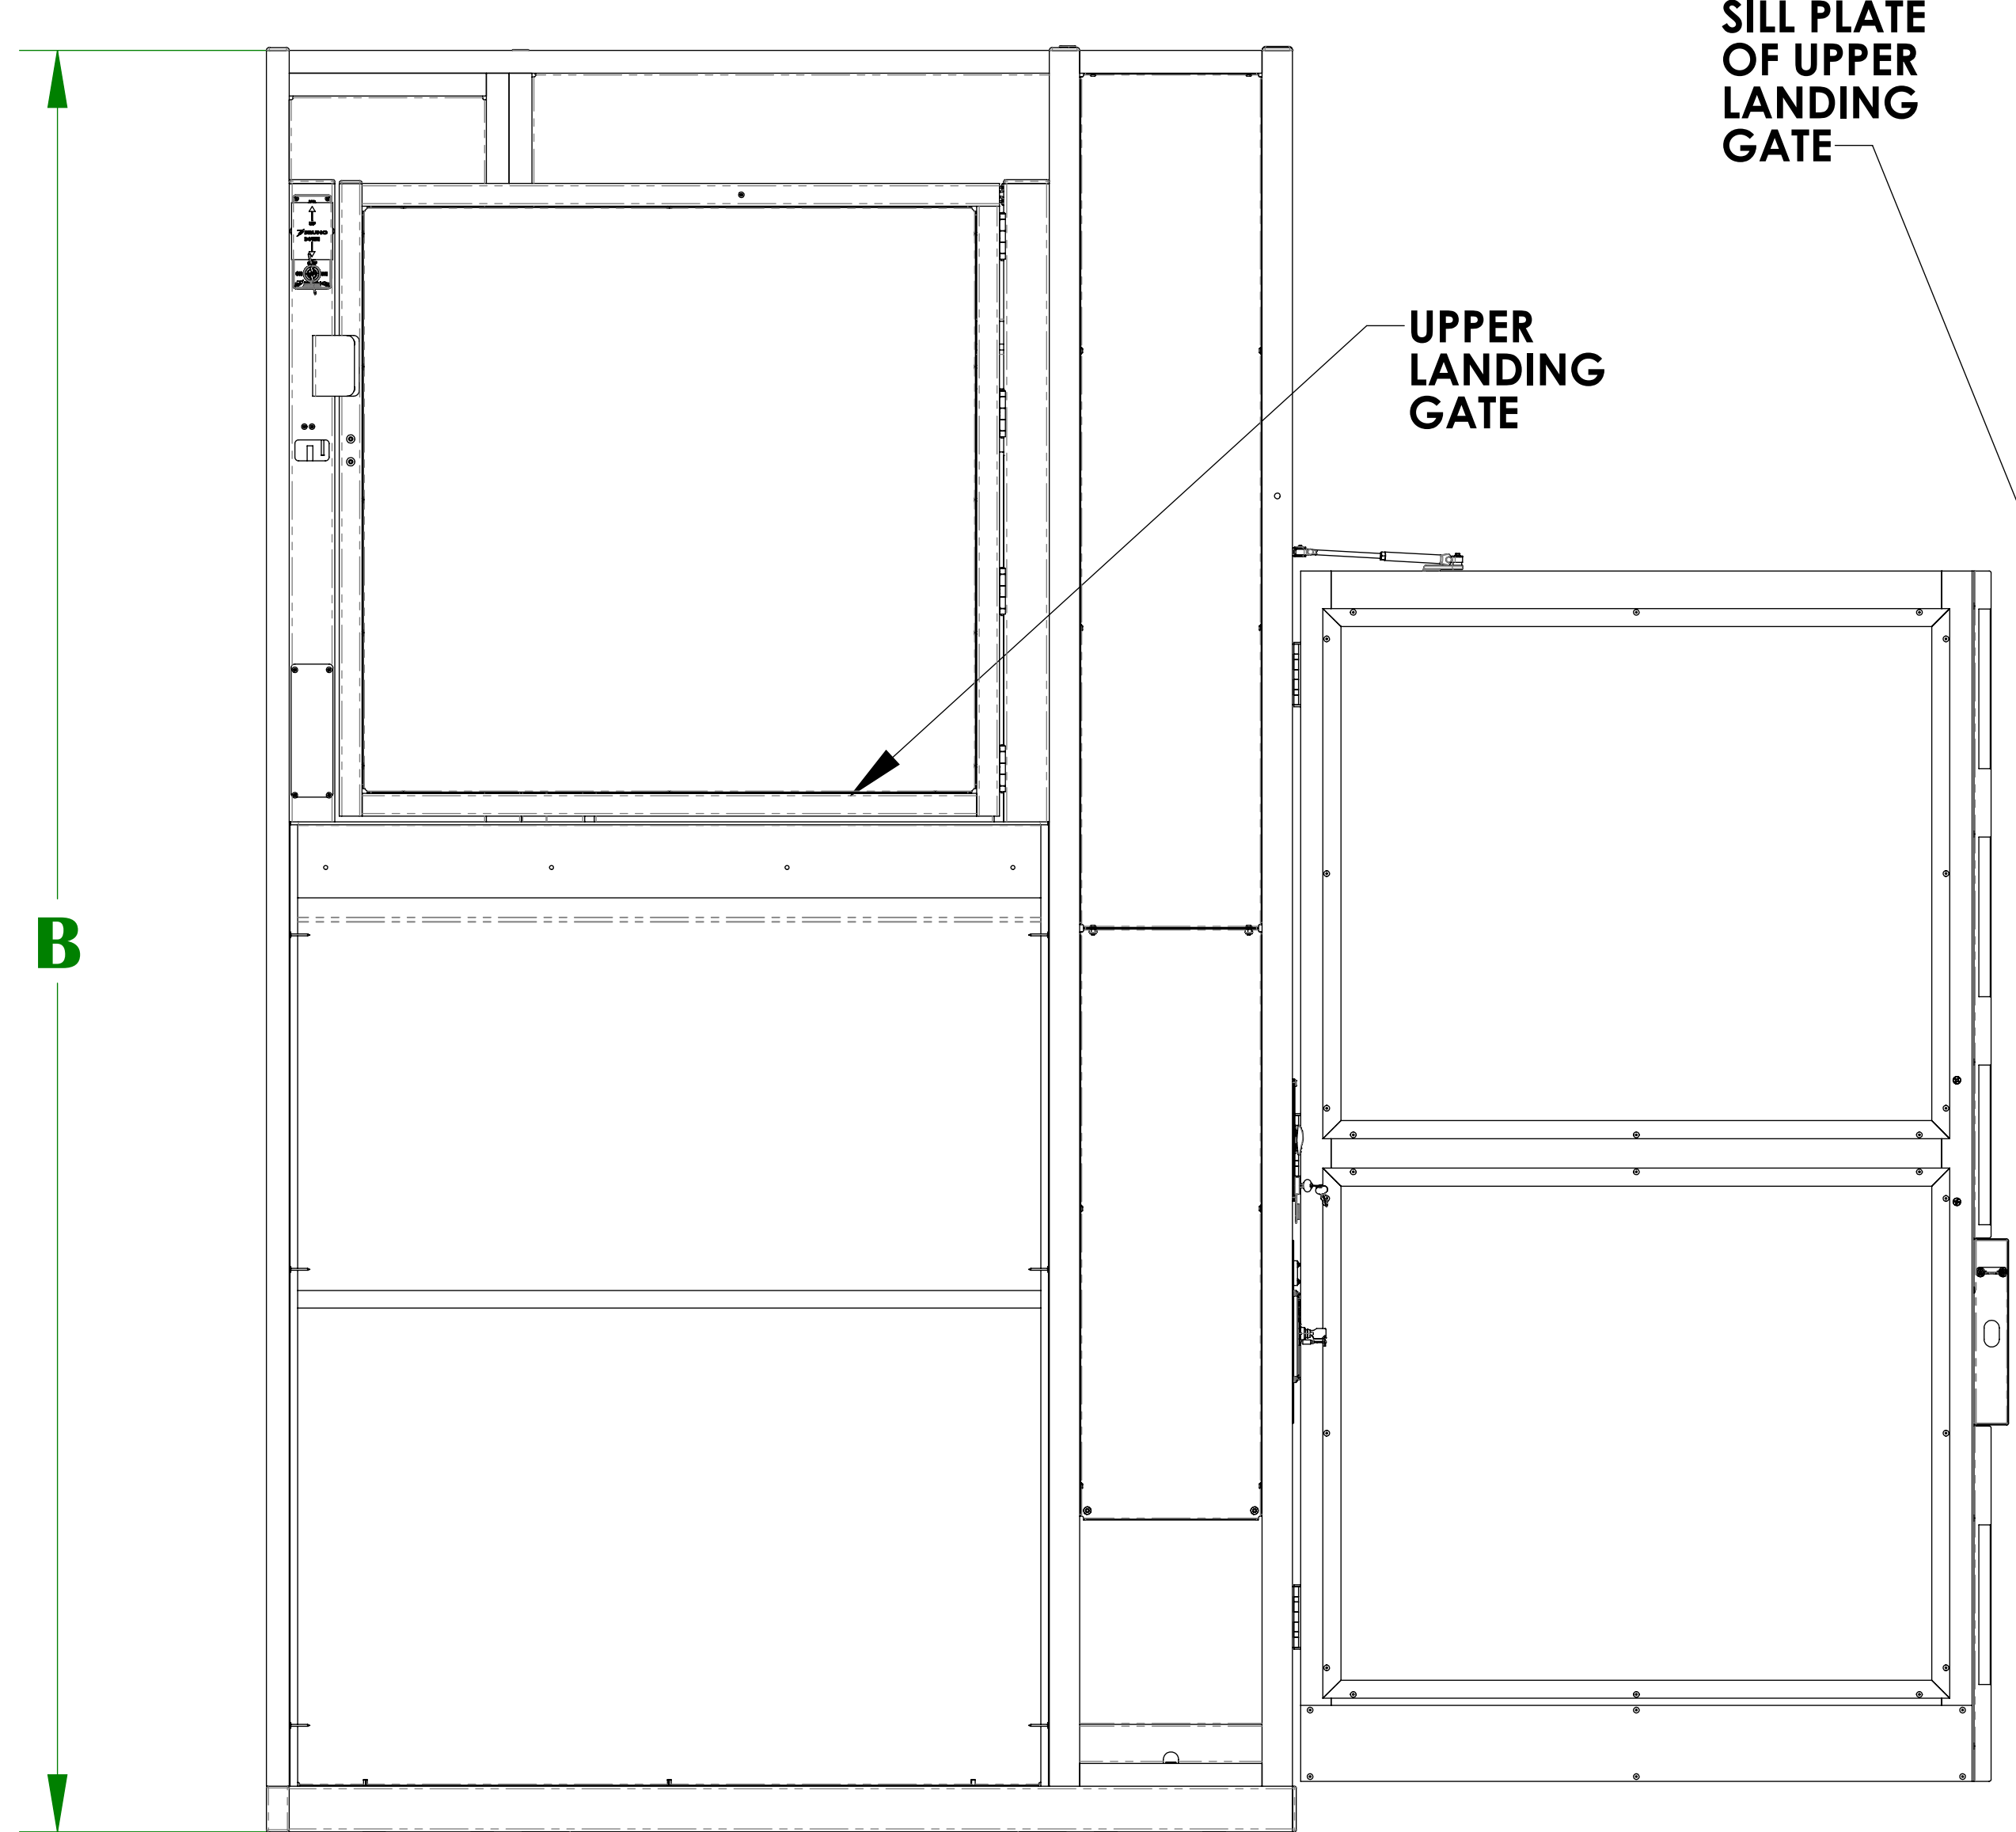 SILL PLATE
OF UPPER
LANDING
GATE
UPPER
LANDING
GATE
B